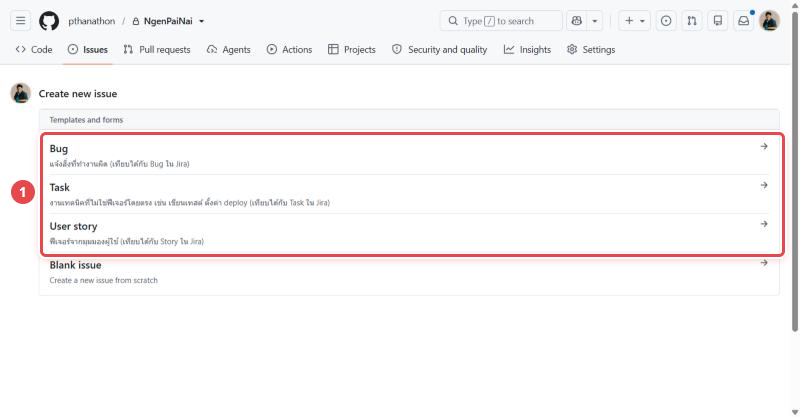 pthanathon / NgenPaiNai
Type / to search
Code Issues Pull requests Agents Actions Projects Security and quality Insights Settings
Create new issue
Templates and forms
Bug
แจ้งสิ่งที่ทำงานผิด (เทียบได้กับ Bug ใน Jira)
1
Task
งานเทคนิคที่ไม่ใช่ฟีเจอร์โดยตรง เช่น เขียนเทสต์ ตั้งค่า deploy (เทียบได้กับ Task ใน Jira)
User story
ฟีเจอร์จากมุมมองผู้ใช้ (เทียบได้กับ Story ใน Jira)
Blank issue
Create a new issue from scratch